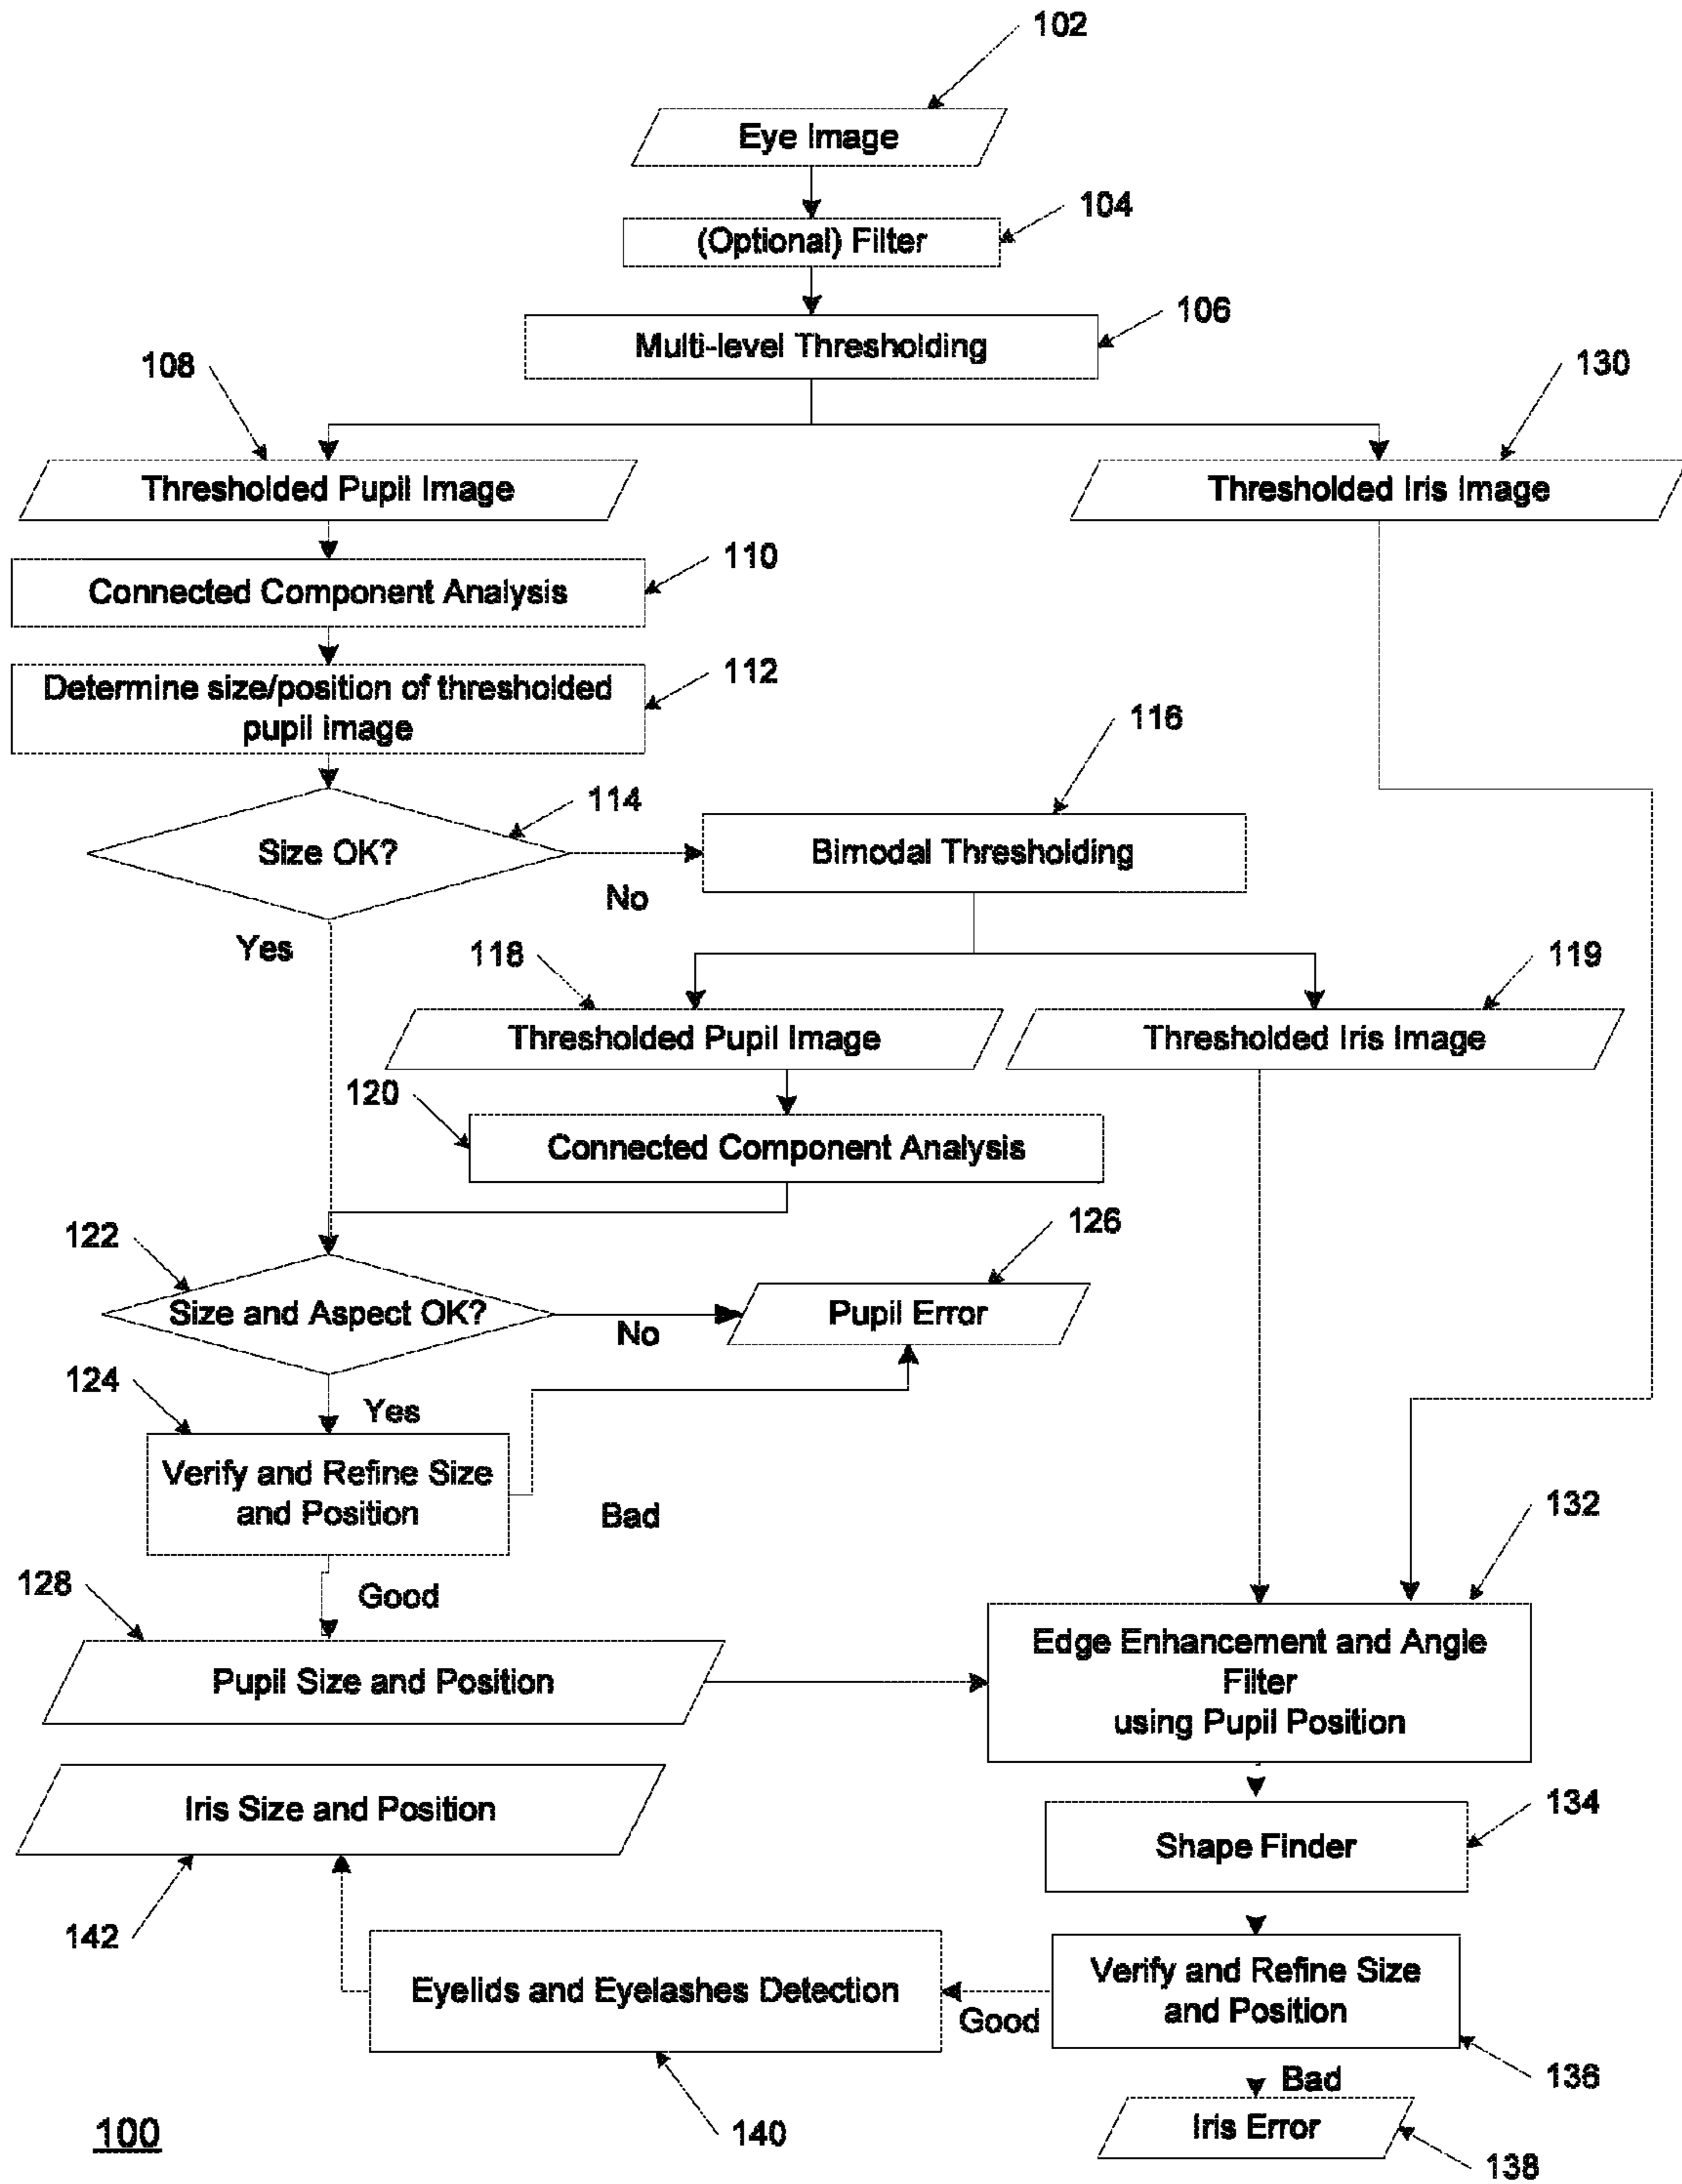 102
Eye Image
104
(Optional) Filter
106
Multi-level Thresholding
108
130
Thresholded Pupil Image
Thresholded Iris Image
110
Connected Component Analysis
112
Determine size/position of thresholded
pupil image
116
114
Size OK?
Bimodal Thresholding
No
Yes
118
119
Thresholded Pupil Image
Thresholded Iris Image
120
Connected Component Analysis
122
126
Size and Aspect OK?
Pupil Error
No
124
Yes
Verify and Refine Size
and Position
Bad
132
128
Good
Edge Enhancement and Angle
Filter
using Pupil Position
Pupil Size and Position
Iris Size and Position
134
Shape Finder
142
Eyelids and Eyelashes Detection
Good
Verify and Refine Size
and Position
136
Bad
Iris Error
100
140
138